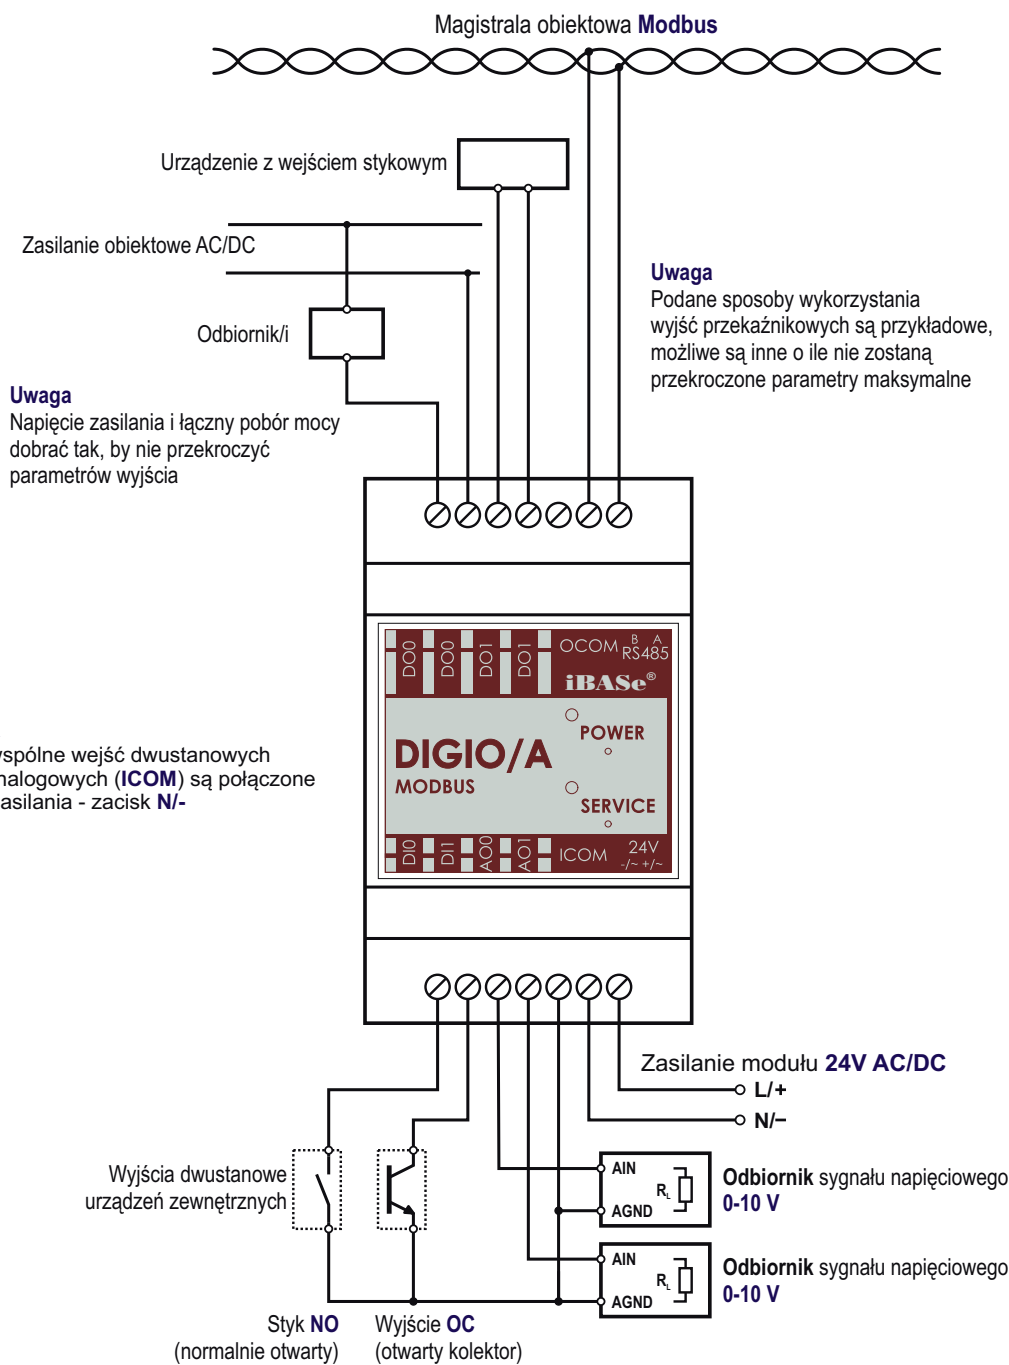 Magistrala obiektowa Modbus
Urządzenie z wejściem stykowym
Zasilanie obiektowe AC/DC
Odbiornik/i
Uwaga
Podane sposoby wykorzystania
wyjść przekaźnikowych są przykładowe,
możliwe są inne o ile nie zostaną
przekroczone parametry maksymalne
Uwaga
Napięcie zasilania i łączny pobór mocy
dobrać tak, by nie przekroczyć
parametrów wyjścia
DO0 DO0 DO1 DO1 OCOM B A
RS485
iBASe®
POWER
DIGIO/A
MODBUS
SERVICE
DI0 DI1 AO0 AO1 ICOM 24V
-/~ +/~
wejść dwustanowych
(ICOM) są połączone
- zacisk N/-
Zasilanie modułu 24V AC/DC
L/+
N/–
Wyjścia dwustanowe
urządzeń zewnętrznych
AIN
RL
AGND
Odbiornik sygnału napięciowego
0-10 V
AIN
RL
AGND
Odbiornik sygnału napięciowego
0-10 V
Styk NO
(normalnie otwarty)
Wyjście OC
(otwarty kolektor)